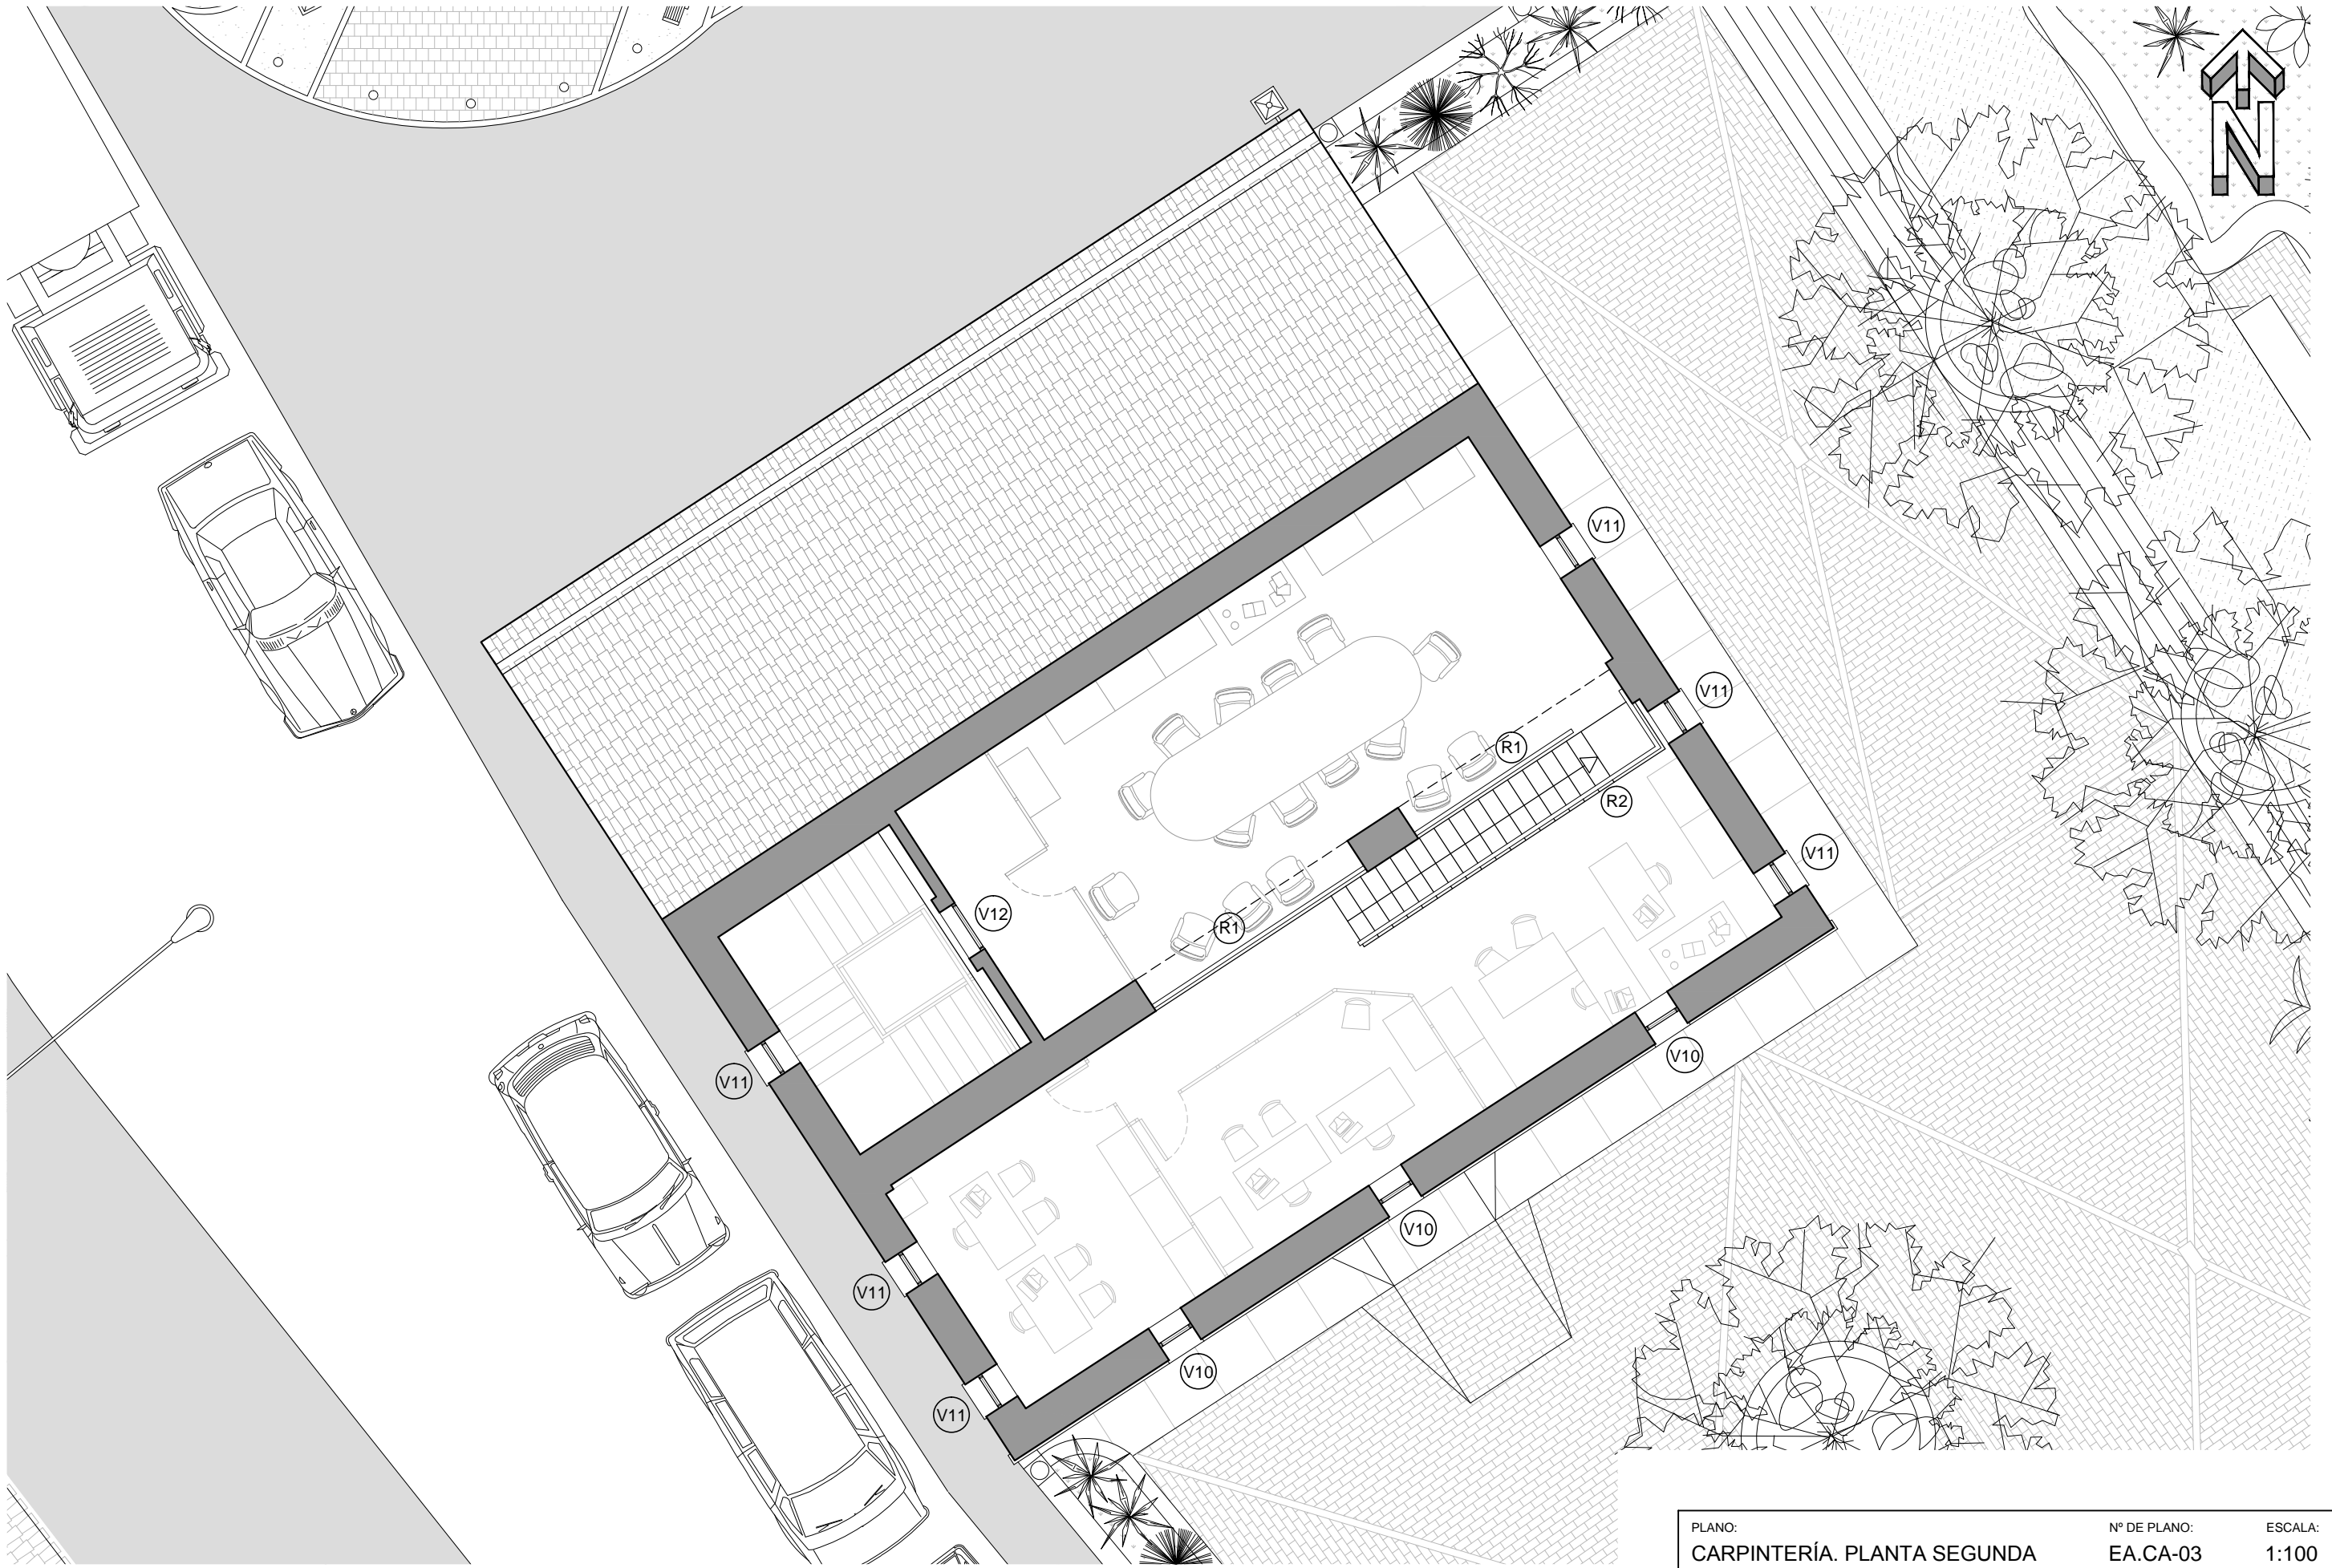 N
V11
V11
R1
R2
V11
V12
R1
V10
V11
V10
V11
V10
V11
PLANO: Nº DE PLANO: ESCALA:
CARPINTERÍA. PLANTA SEGUNDA EA.CA-03 1:100